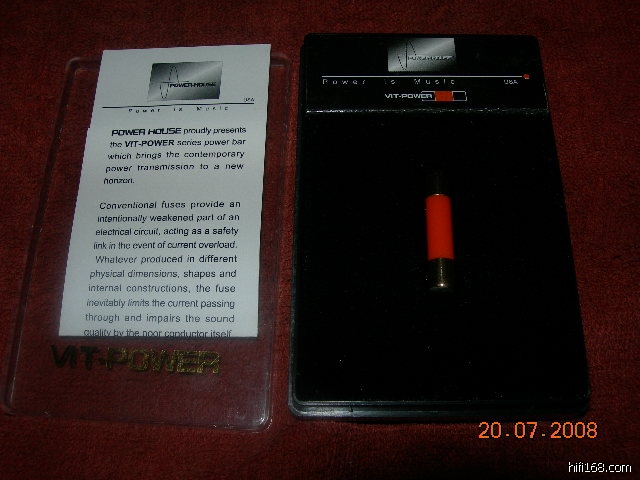 POWER-HOUSE
USA
Power is Music
POWER HOUSE proudly presents
the VIT-POWER series power bar
which brings the contemporary
power transmission to a new
horizon.
Conventional fuses provide an
intentionally weakened part of an
electrical circuit, acting as a safety
link in the event of current overload.
Whatever produced in different
physical dimensions, shapes and
internal constructions, the fuse
inevitably limits the current passing
through and impairs the sound
quality by the poor conductor itself
VIT-POWER
POWER-HOUSE
Power is Music
USA
VIT-POWER
20.07.2008
hifi168.com